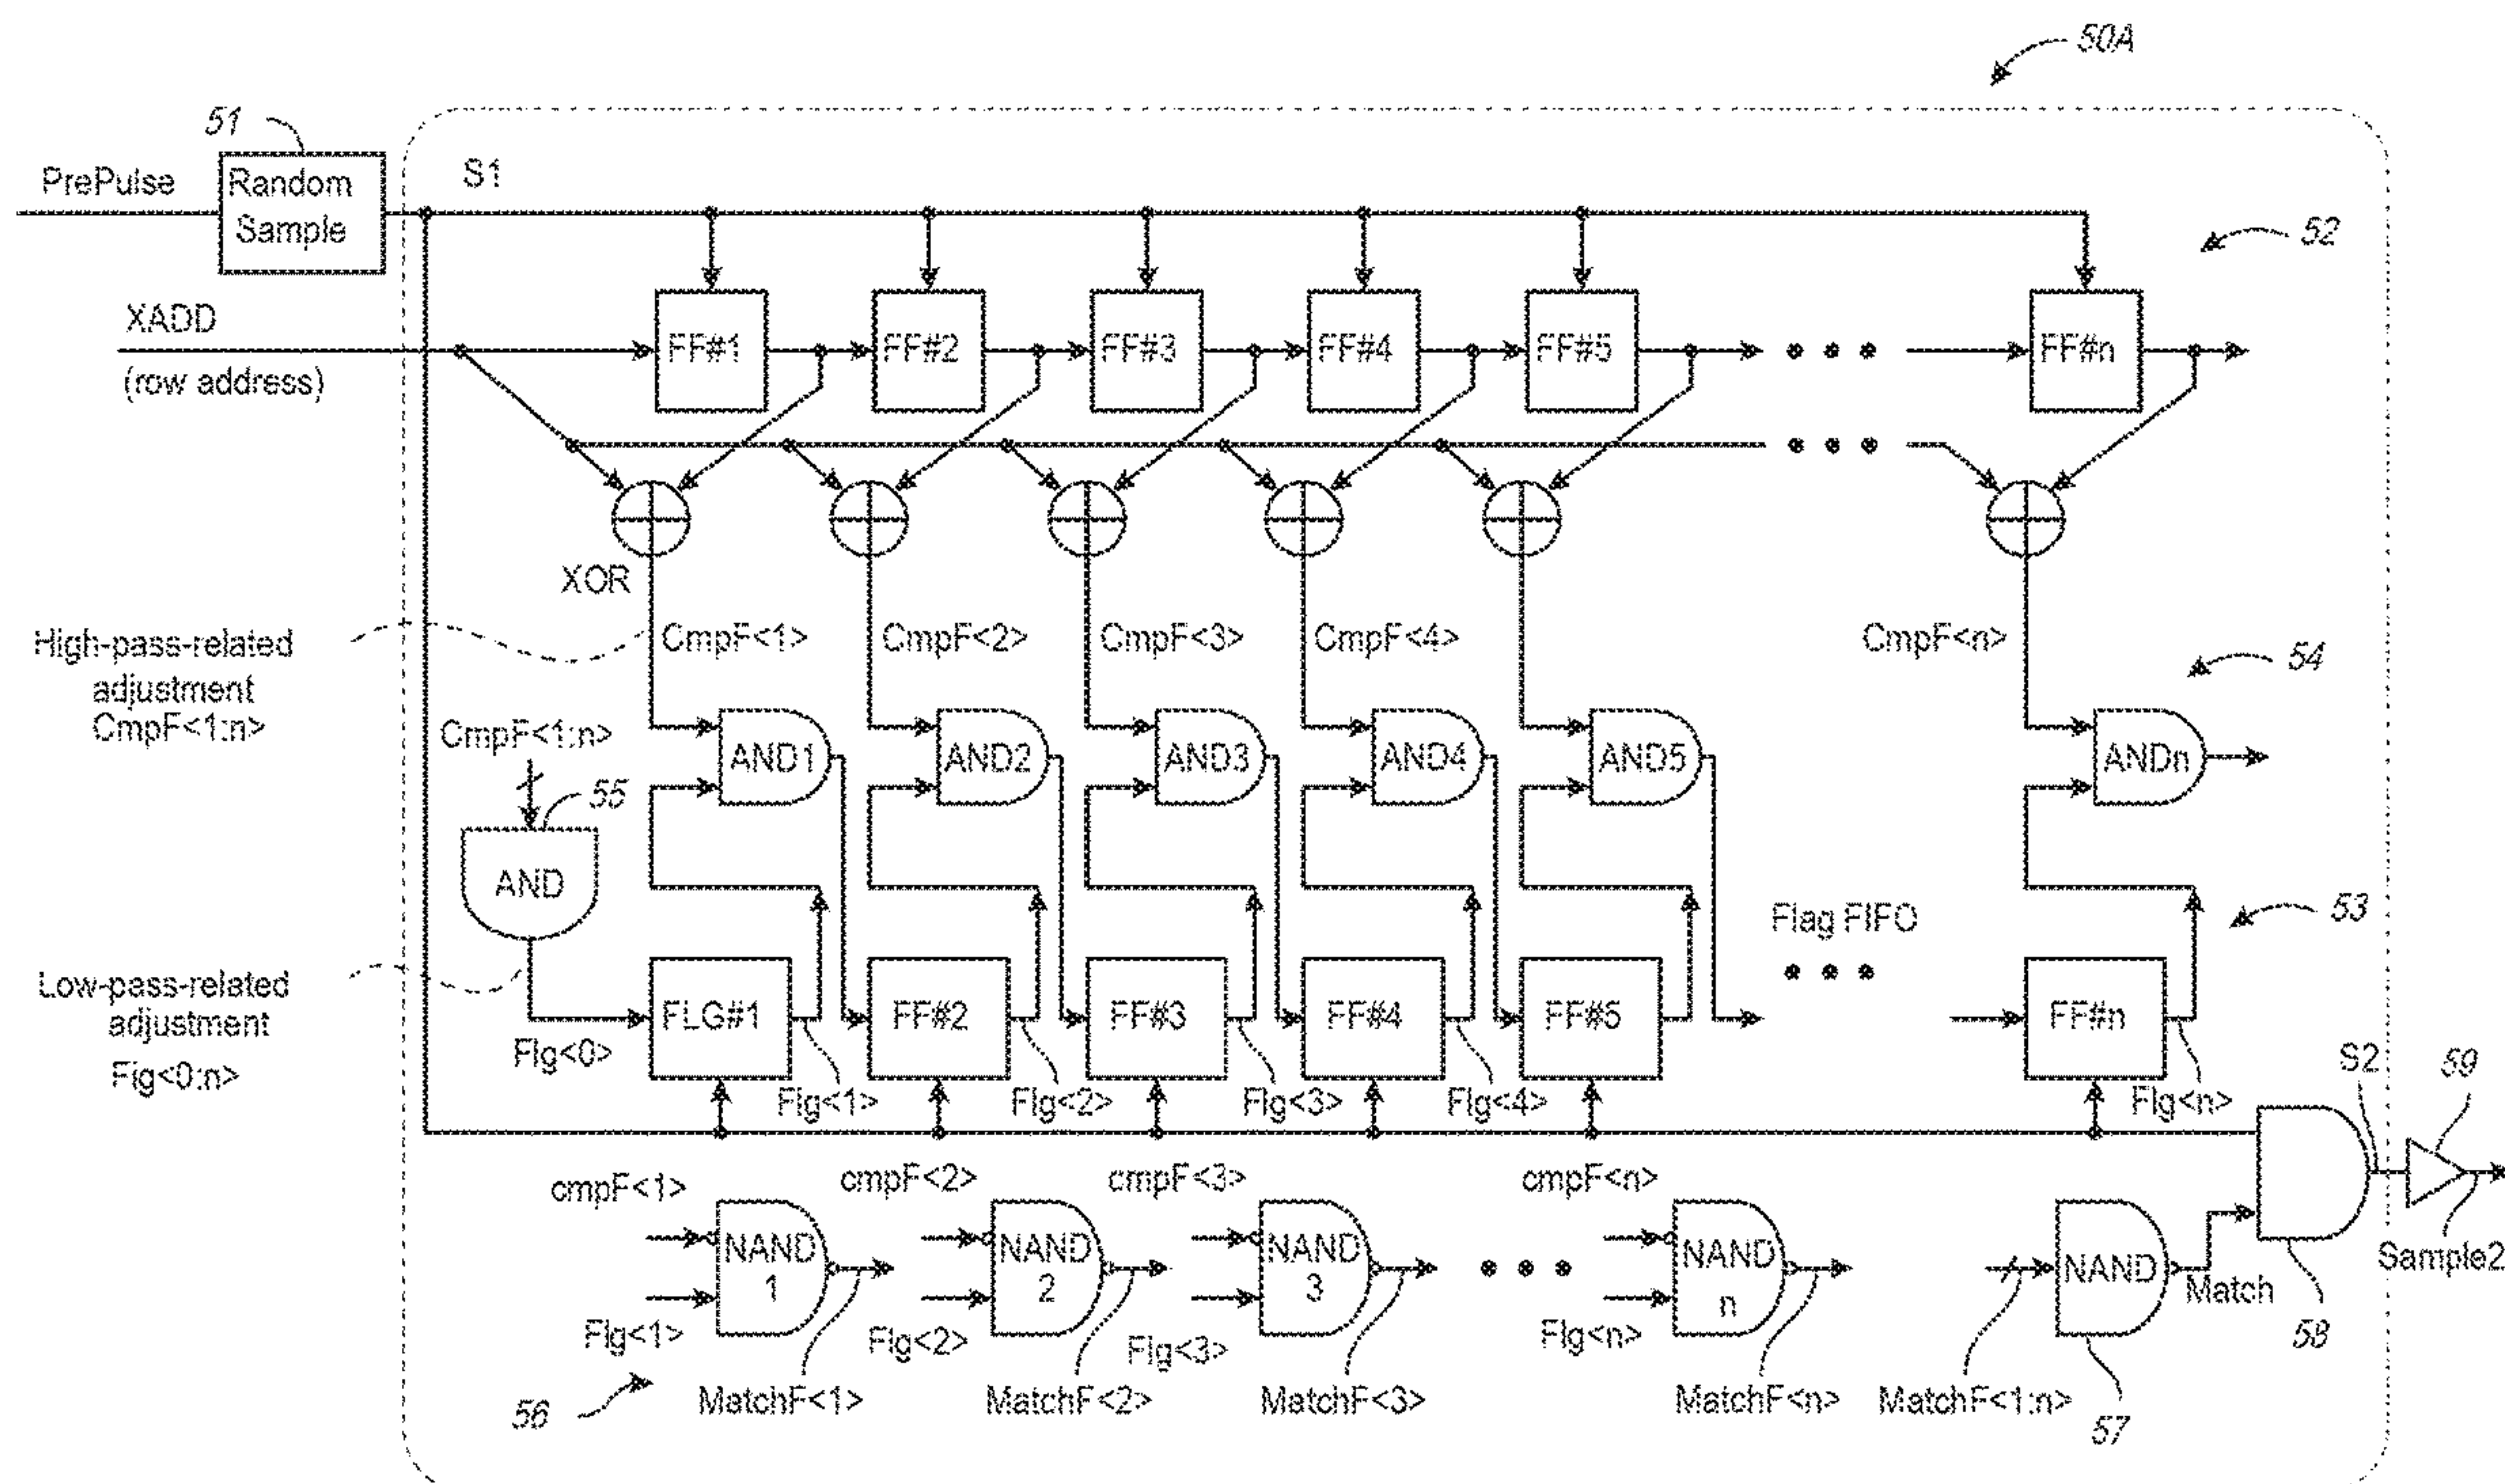 50A
51
PrePulse
Random
Sample
S1
52
XADD
(row address)
FF#1
FF#2
FF#3
FF#4
FF#5
FF#n
XOR
High-pass-related
adjustment
CmpF<1:n>
CmpF<1>
CmpF<2>
CmpF<3>
CmpF<4>
CmpF<n>
54
CmpF<1:n>
55
AND1
AND2
AND3
AND4
AND5
ANDn
AND
Flag FIFO
53
Low-pass-related
adjustment
Flg<0:n>
Flg<0>
FLG#1
FF#2
FF#3
FF#4
FF#5
FF#n
Flg<1>
Flg<2>
Flg<3>
Flg<4>
Flg<n>
S2
59
cmpF<1>
cmpF<2>
cmpF<3>
cmpF<n>
NAND
1
NAND
2
NAND
3
NAND
n
NAND
Match
Sample2
Flg<1>
Flg<2>
Flg<3>
Flg<n>
58
56
MatchF<1>
MatchF<2>
MatchF<3>
MatchF<n>
MatchF<1:n>
57